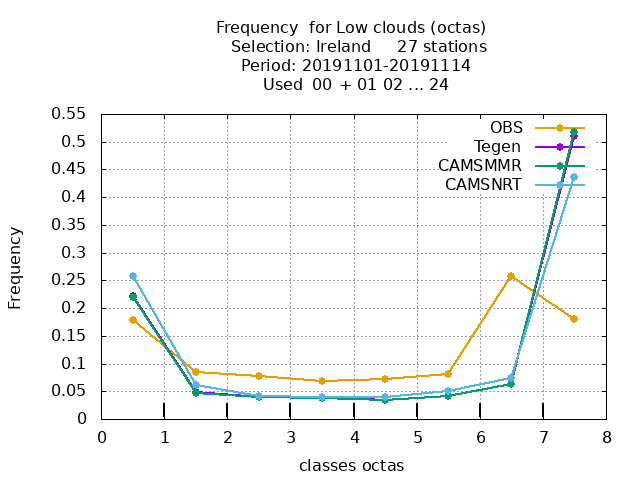 Frequency  for Low clouds (octas)
Selection: Ireland     27 stations
Period: 20191101-20191114
Used  00  + 01 02 ... 24
0.55
0.5
0.45
0.4
0.35
0.3
0.25
0.2
0.15
0.1
0.05
0
Frequency
OBS
Tegen
CAMSMMR
CAMSNRT
0 1 2 3 4 5 6 7 8
classes octas